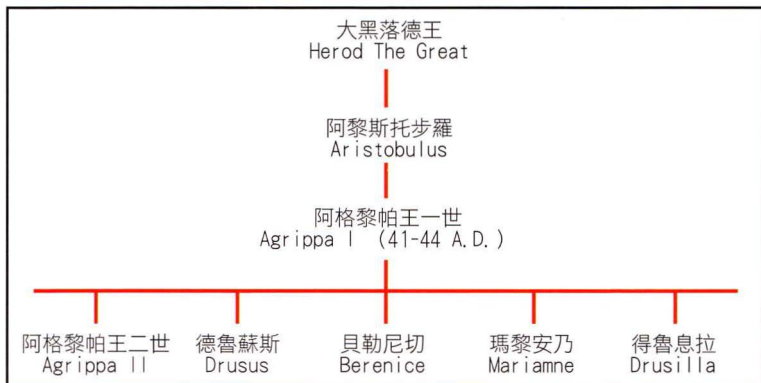 大黑落德王
Herod The Great
阿黎斯托步羅
Aristobulus
阿格黎帕王一世
Agrippa I (41-44 A.D.)
阿格黎帕王二世
Agrippa II
德魯蘇斯
Drusus
貝勒尼切
Berenice
瑪黎安乃
Mariamne
得魯息拉
Drusilla